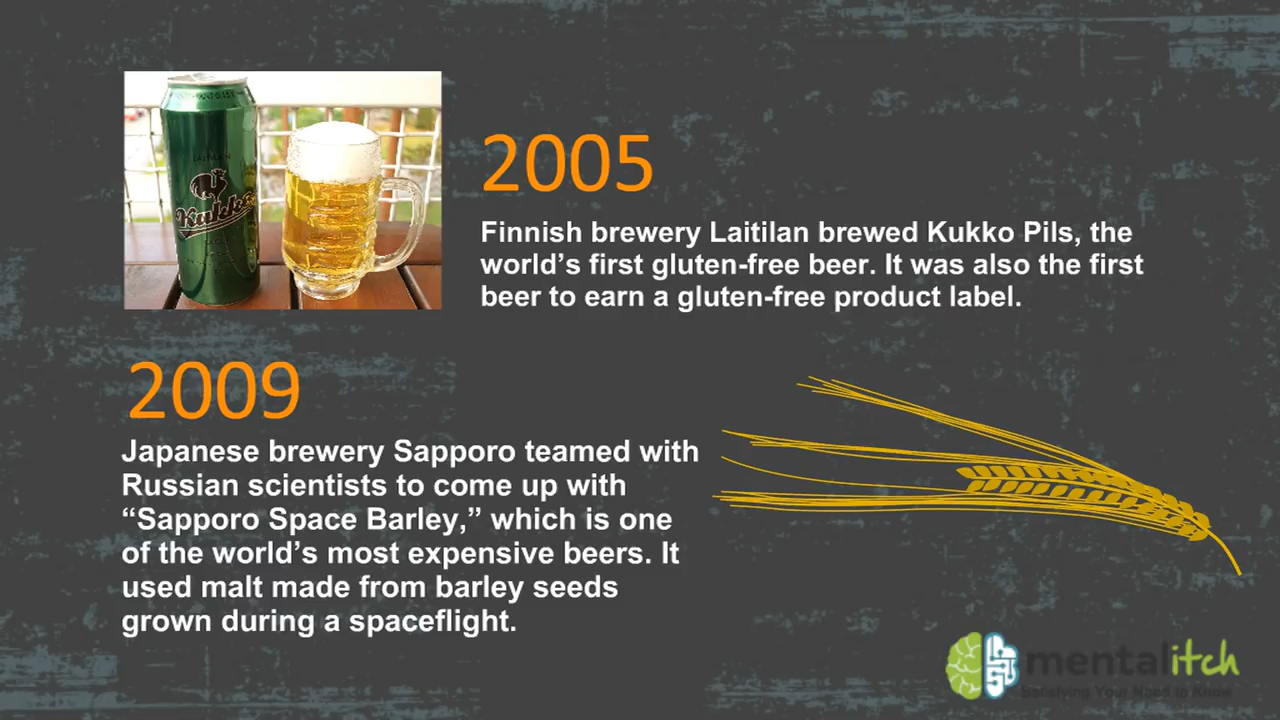 LAITILAN
Kukko
2005
Finnish brewery Laitilan brewed Kukko Pils, the
world’s first gluten-free beer. It was also the first
beer to earn a gluten-free product label.
2009
Japanese brewery Sapporo teamed with
Russian scientists to come up with
“Sapporo Space Barley,” which is one
of the world’s most expensive beers. It
used malt made from barley seeds
grown during a spaceflight.
mentalitch
Satisfying Your Need to Know